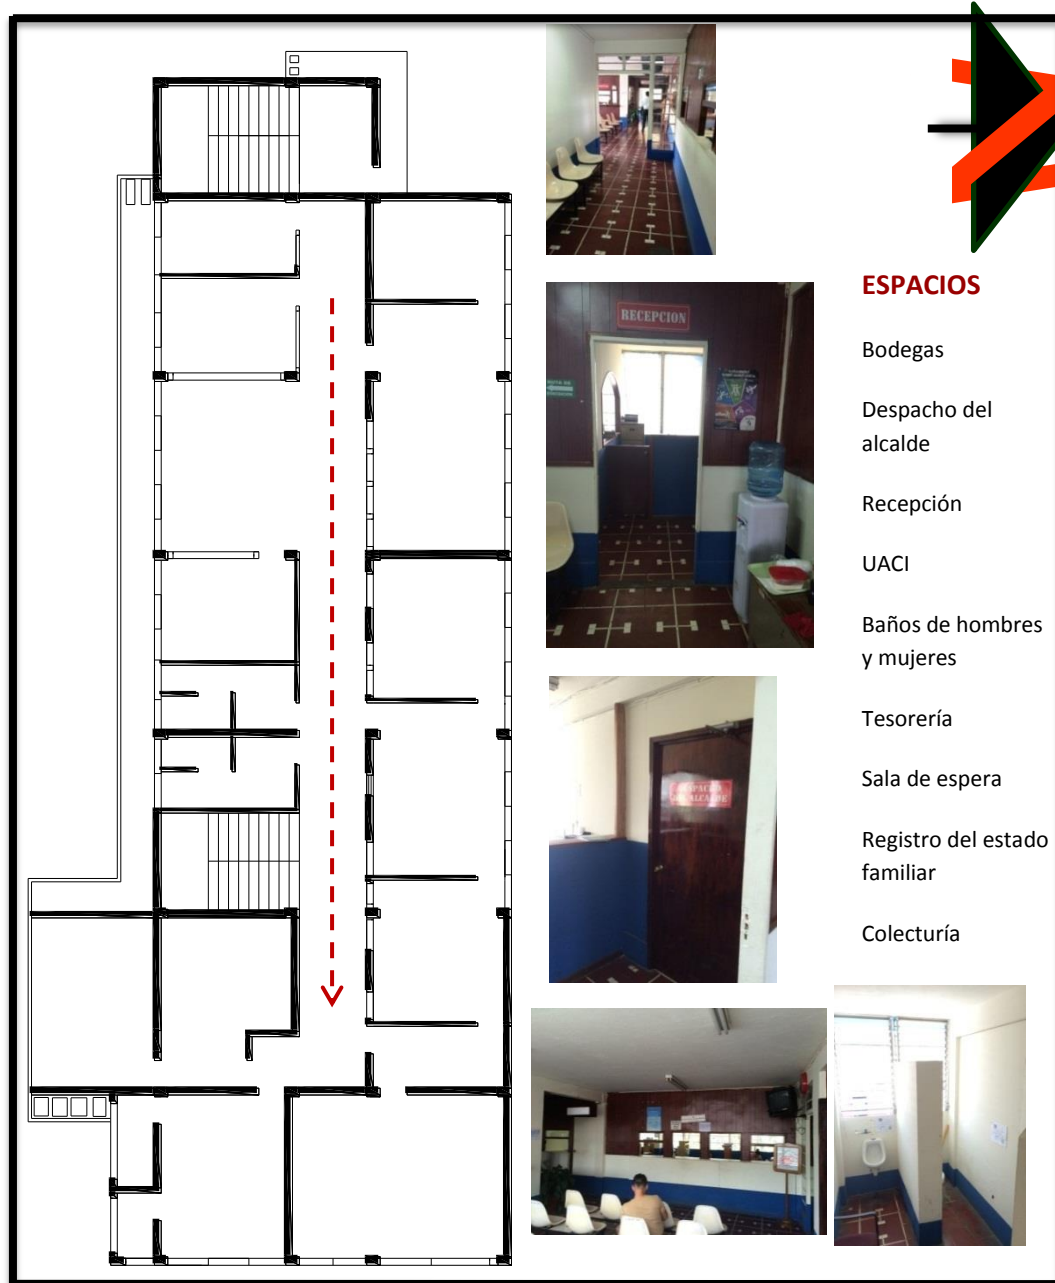 RECEPCION
DESPACHO
DEL ALCALDE
ESPACIOS
Bodegas
Despacho del
alcalde
Recepción
UACI
Baños de hombres
y mujeres
Tesorería
Sala de espera
Registro del estado
familiar
Colecturía